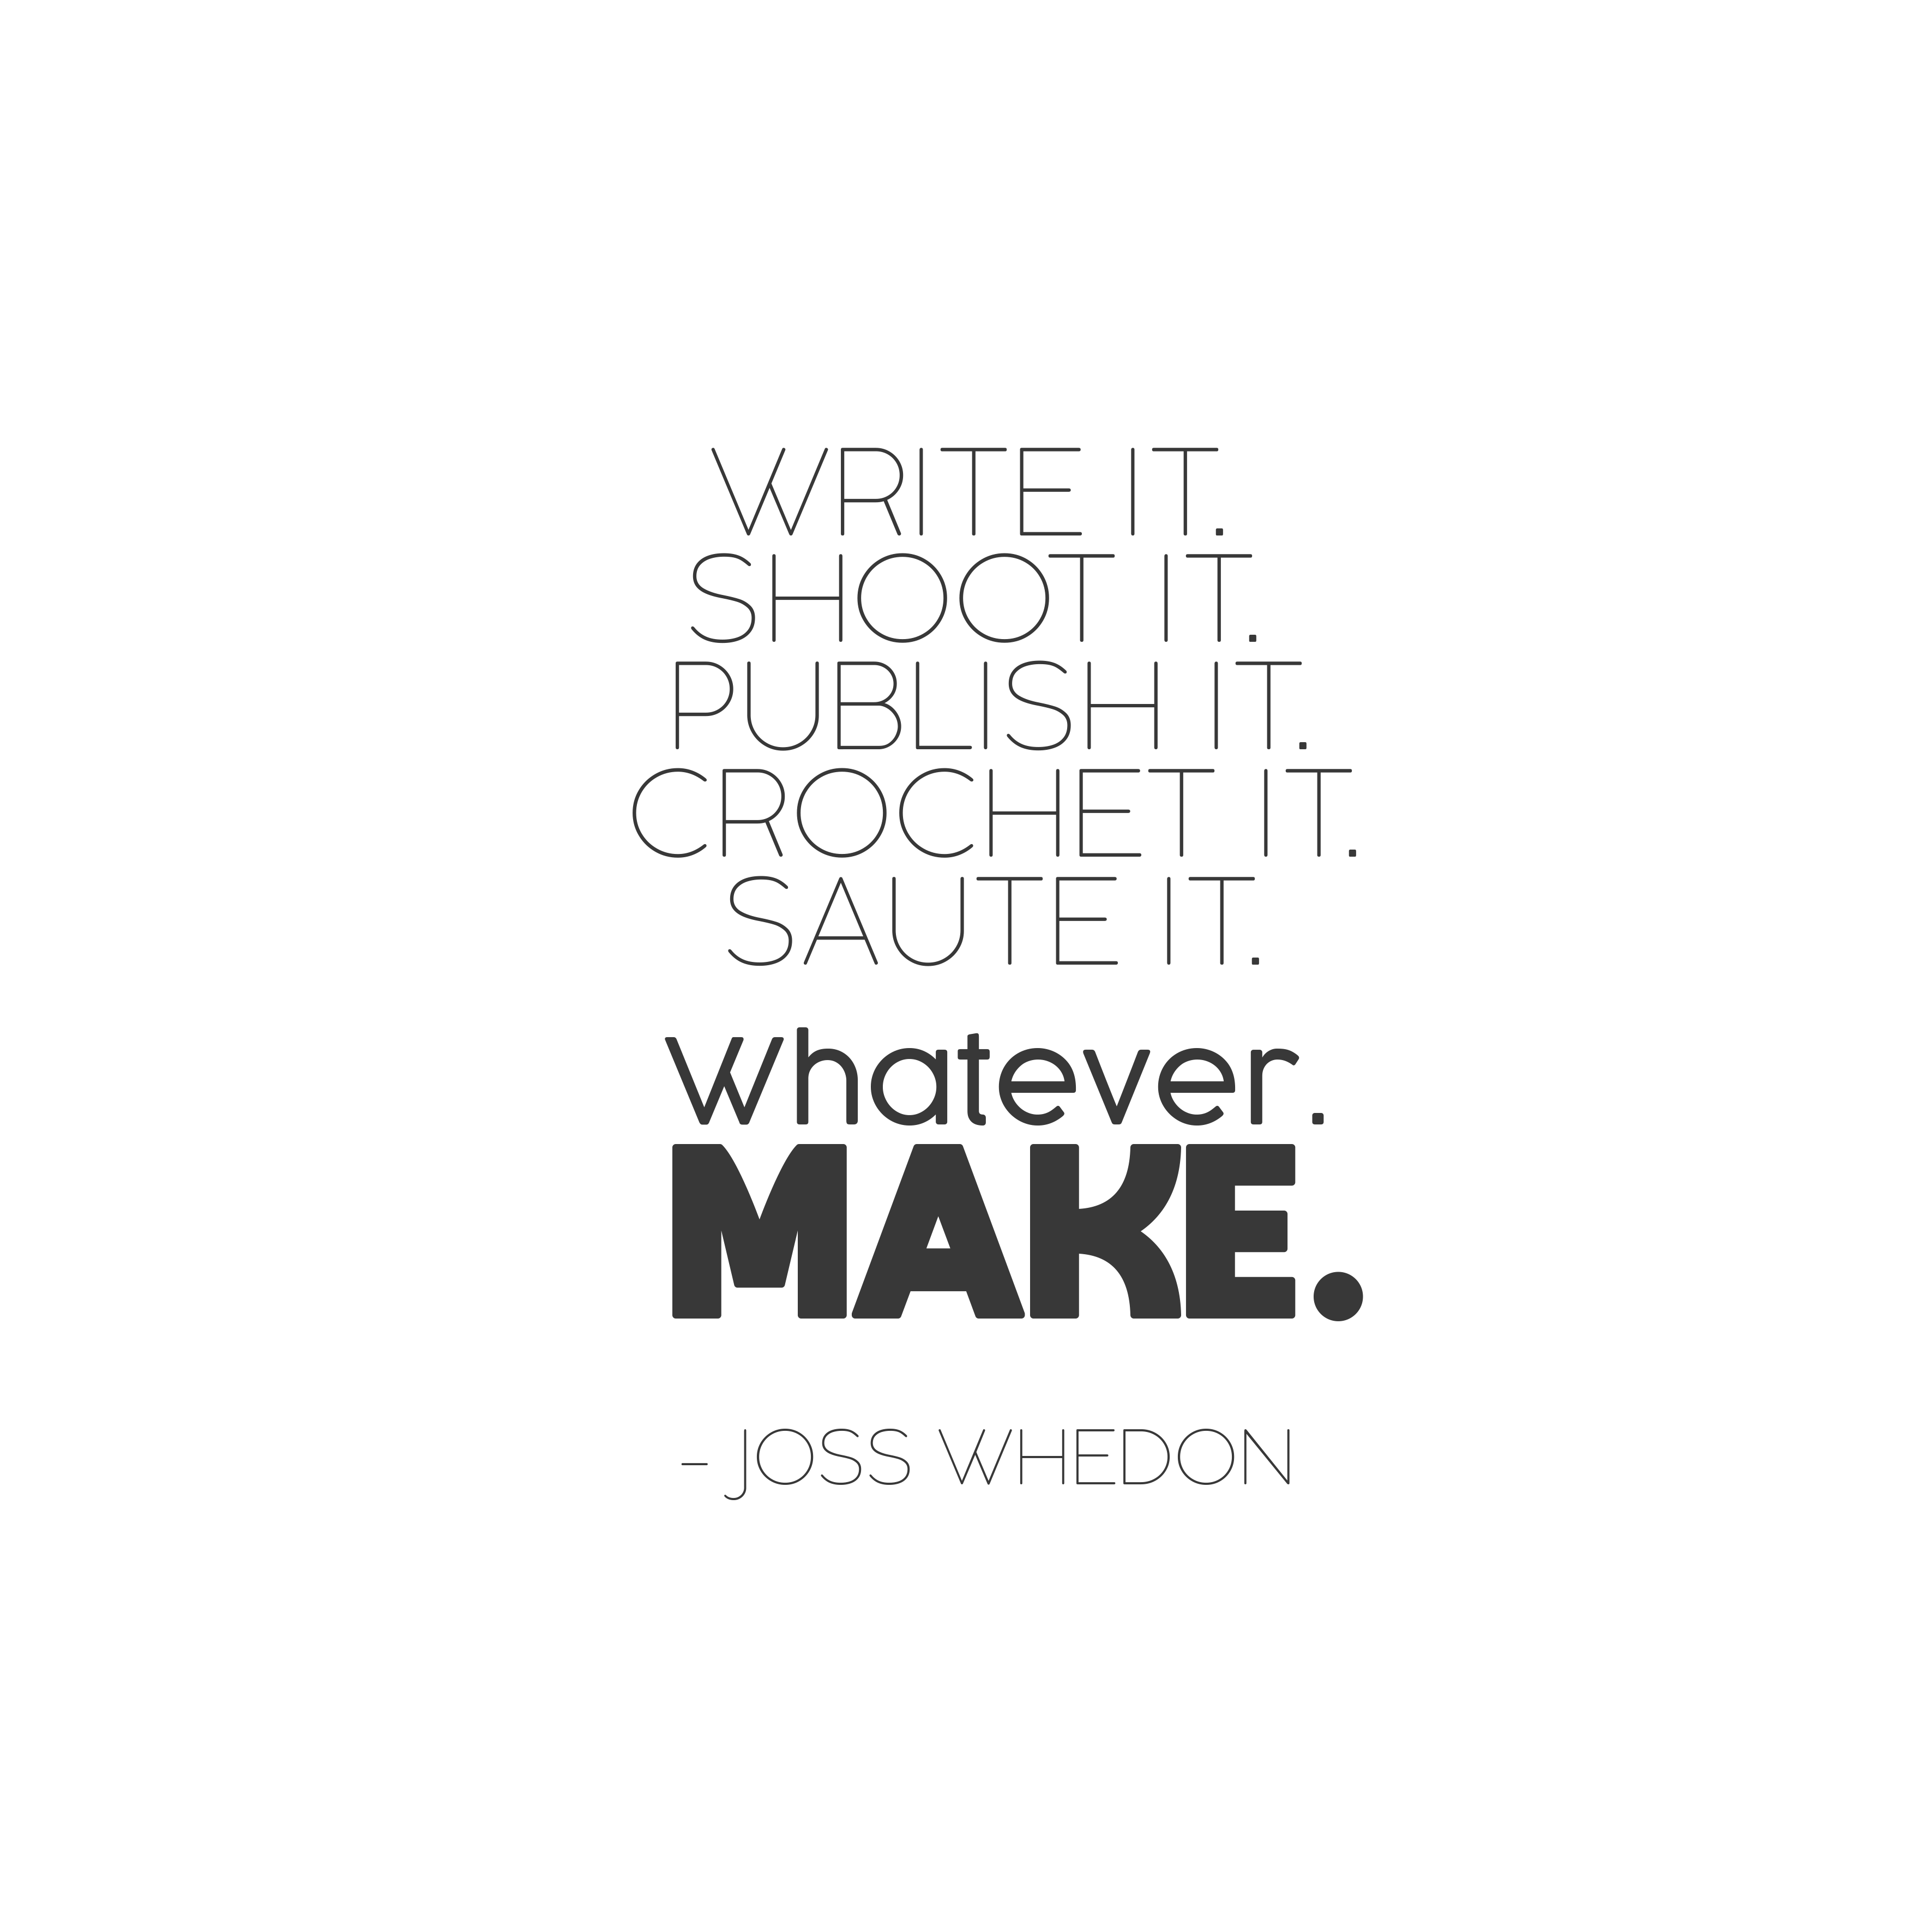 WRITE IT.
SHOOT IT.
PUBLISH IT.
CROCHET IT.
SAUTE IT.
whatever.
MAKE.
- JOSS WHEDON